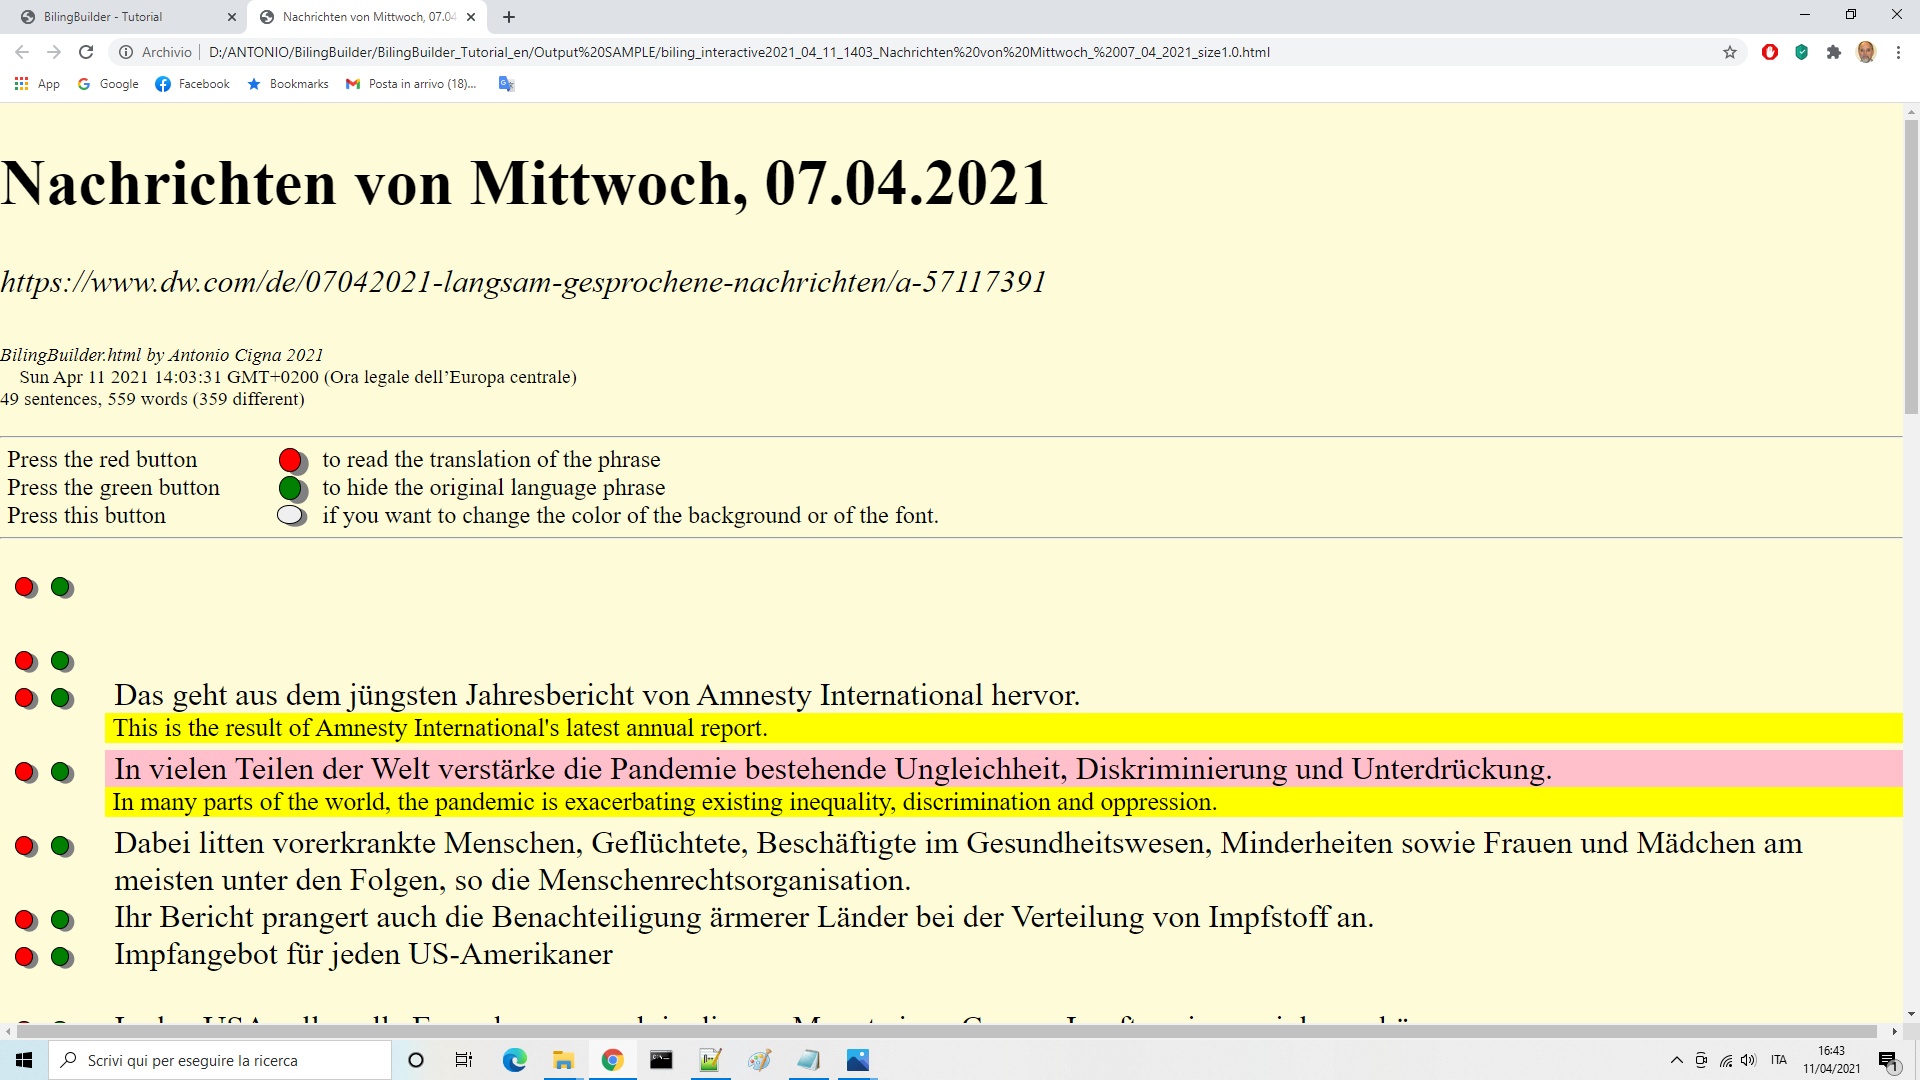 BilingBuilder - Tutorial
Nachrichten von Mittwoch, 07.04
Archivio
D:/ANTONIO/BilingBuilder/BilingBuilder_Tutorial_en/Output%20SAMPLE/biling_interactive2021_04_11_1403_Nachrichten%20von%20Mittwoch_%2007_04_2021_size1.0.html
App Google Facebook Bookmarks Posta in arrivo (18)...
Nachrichten von Mittwoch, 07.04.2021
https://www.dw.com/de/07042021-langsam-gesprochene-nachrichten/a-57117391
BilingBuilder.html by Antonio Cigna 2021
Sun Apr 11 2021 14:03:31 GMT+0200 (Ora legale dell’Europa centrale)
49 sentences, 559 words (359 different)
Press the red button to read the translation of the phrase
Press the green button to hide the original language phrase
Press this button if you want to change the color of the background or of the font.
Das geht aus dem jüngsten Jahresbericht von Amnesty International hervor.
This is the result of Amnesty International's latest annual report.
In vielen Teilen der Welt verstärke die Pandemie bestehende Ungleichheit, Diskriminierung und Unterdrückung.
In many parts of the world, the pandemic is exacerbating existing inequality, discrimination and oppression.
Dabei litten vorerkrankte Menschen, Geflüchtete, Beschäftigte im Gesundheitswesen, Minderheiten sowie Frauen und Mädchen am
meisten unter den Folgen, so die Menschenrechtsorganisation.
Ihr Bericht prangert auch die Benachteiligung ärmerer Länder bei der Verteilung von Impfstoff an.
Impfangebot für jeden US-Amerikaner
Scrivi qui per eseguire la ricerca
ITA
16:43
11/04/2021
1